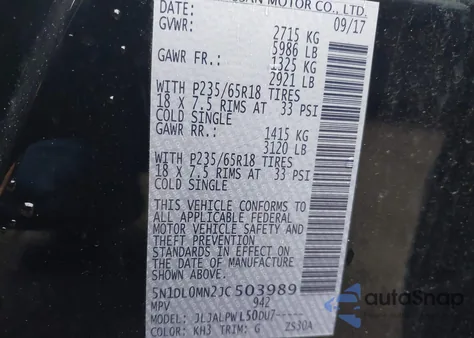 MOTOR CO., LTD.
DATE: 09/17
GVWR: 2715 KG
5986 LB
GAWR FR.: 1325 KG
2921 LB
WITH P235/65R18 TIRES
18 X 7.5 RIMS AT 33 PSI
COLD SINGLE
GAWR RR.: 1415 KG
3120 LB
WITH P235/65R18 TIRES
18 X 7.5 RIMS AT 33 PSI
COLD SINGLE
THIS VEHICLE CONFORMS TO
ALL APPLICABLE FEDERAL
MOTOR VEHICLE SAFETY AND
THEFT PREVENTION
STANDARDS IN EFFECT ON
THE DATE OF MANUFACTURE
SHOWN ABOVE.
5N1DL0MN2JC503989
MPV 942
MODEL: JLJALPWL50DU7-----
COLOR: KH3 TRIM: G ZS30A
autoSnap